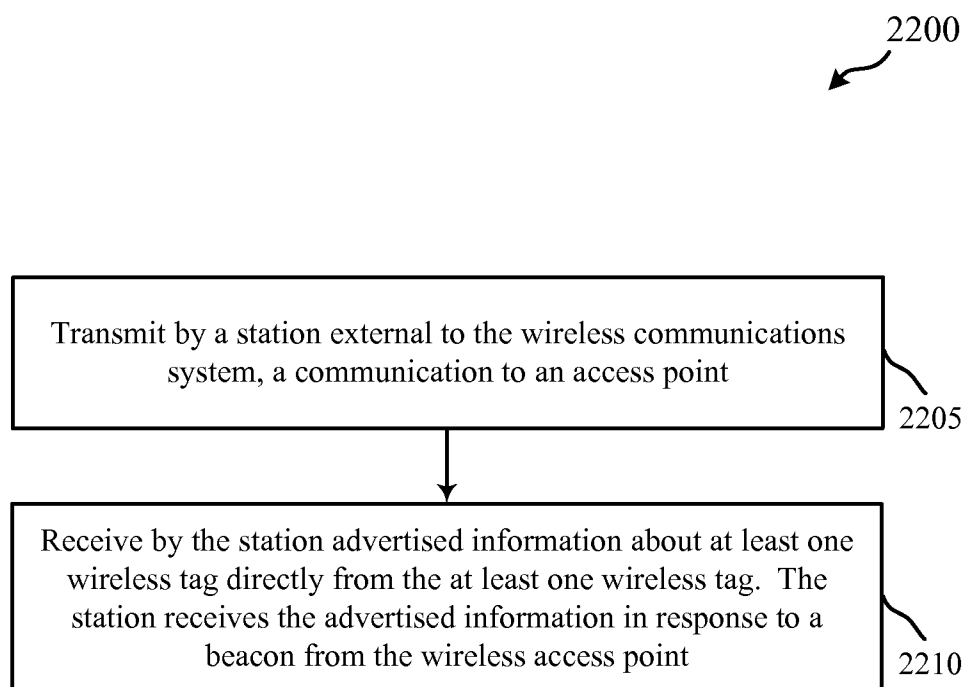 2200
Transmit by a station external to the wireless communications
system, a communication to an access point
2205
Receive by the station advertised information about at least one
wireless tag directly from the at least one wireless tag.  The
station receives the advertised information in response to a
beacon from the wireless access point
2210